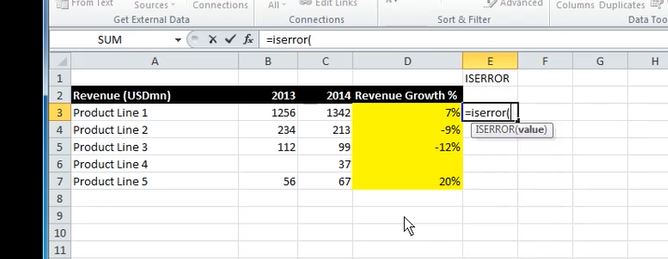 From Text Sources Connections Edit Links Advanced Columns Duplicates
Get External Data Connections Sort & Filter Data Too
SUM fx =iserror(
A B C D E F G H
1 ISERROR
2 Revenue (USDmn) 2013 2014 Revenue Growth %
3 Product Line 1 1256 1342 7% =iserror(
4 Product Line 2 234 213 -9% ISERROR(value)
5 Product Line 3 112 99 -12%
6 Product Line 4 37
7 Product Line 5 56 67 20%
8
9
10
11